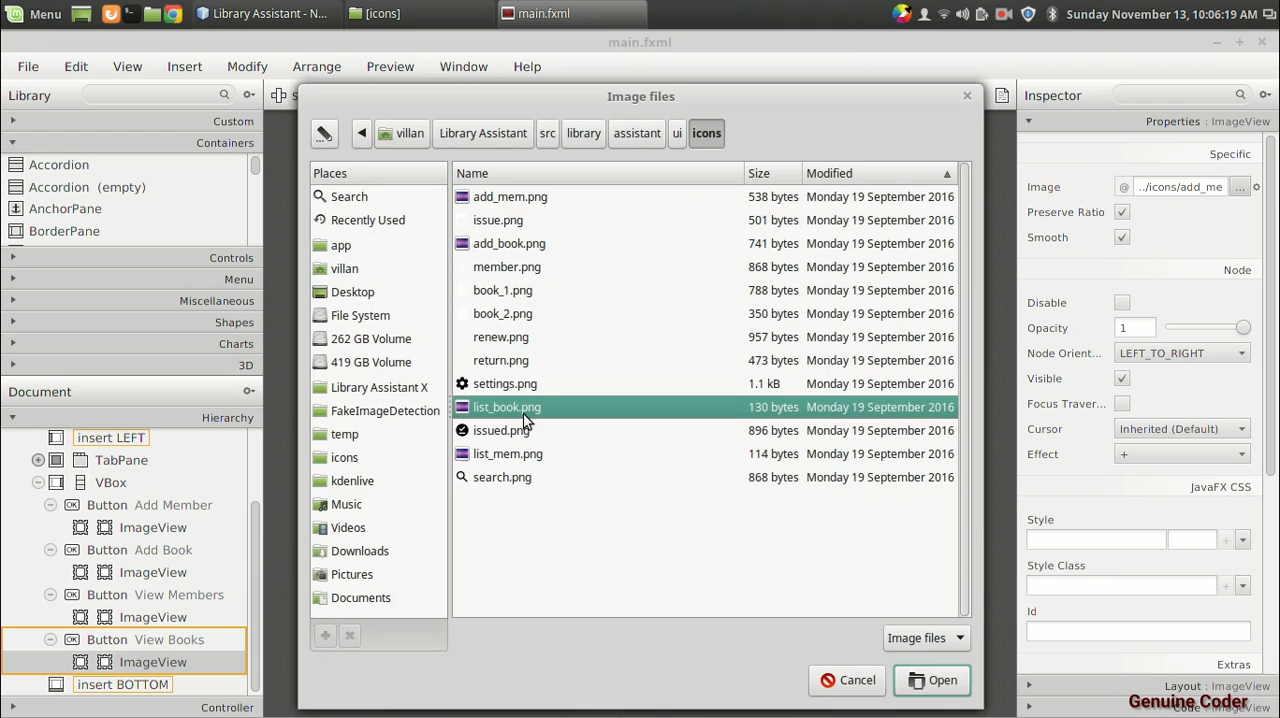 Menu
Library Assistant - N...
[icons]
main.fxml
Sunday November 13, 10:06:19 AM
main.fxml
File Edit View Insert Modify Arrange Preview Window Help
Library
Custom
Containers
Accordion
Accordion (empty)
AnchorPane
BorderPane
Controls
Menu
Miscellaneous
Shapes
Charts
3D
Document
Hierarchy
insert LEFT
TabPane
VBox
Button Add Member
ImageView
Button Add Book
ImageView
Button View Members
ImageView
Button View Books
ImageView
insert BOTTOM
Controller
Image files
villan Library Assistant src library assistant ui icons
Places
Search
Recently Used
app
villan
Desktop
File System
262 GB Volume
419 GB Volume
Library Assistant X
FakeImageDetection
temp
icons
kdenlive
Music
Videos
Downloads
Pictures
Documents
Name Size Modified
add_mem.png 538 bytes Monday 19 September 2016
issue.png 501 bytes Monday 19 September 2016
add_book.png 741 bytes Monday 19 September 2016
member.png 868 bytes Monday 19 September 2016
book_1.png 788 bytes Monday 19 September 2016
book_2.png 350 bytes Monday 19 September 2016
renew.png 957 bytes Monday 19 September 2016
return.png 473 bytes Monday 19 September 2016
settings.png 1.1 kB Monday 19 September 2016
list_book.png 130 bytes Monday 19 September 2016
issued.png 896 bytes Monday 19 September 2016
list_mem.png 114 bytes Monday 19 September 2016
search.png 868 bytes Monday 19 September 2016
Image files
Cancel Open
Inspector
Properties : ImageView
Specific
Image @ ../icons/add_me ...
Preserve Ratio
Smooth
Node
Disable
Opacity 1
Node Orient... LEFT_TO_RIGHT
Visible
Focus Traver...
Cursor Inherited (Default)
Effect +
JavaFX CSS
Style
Style Class
Id
Extras
Layout : ImageView
Code : ImageView
Genuine Coder